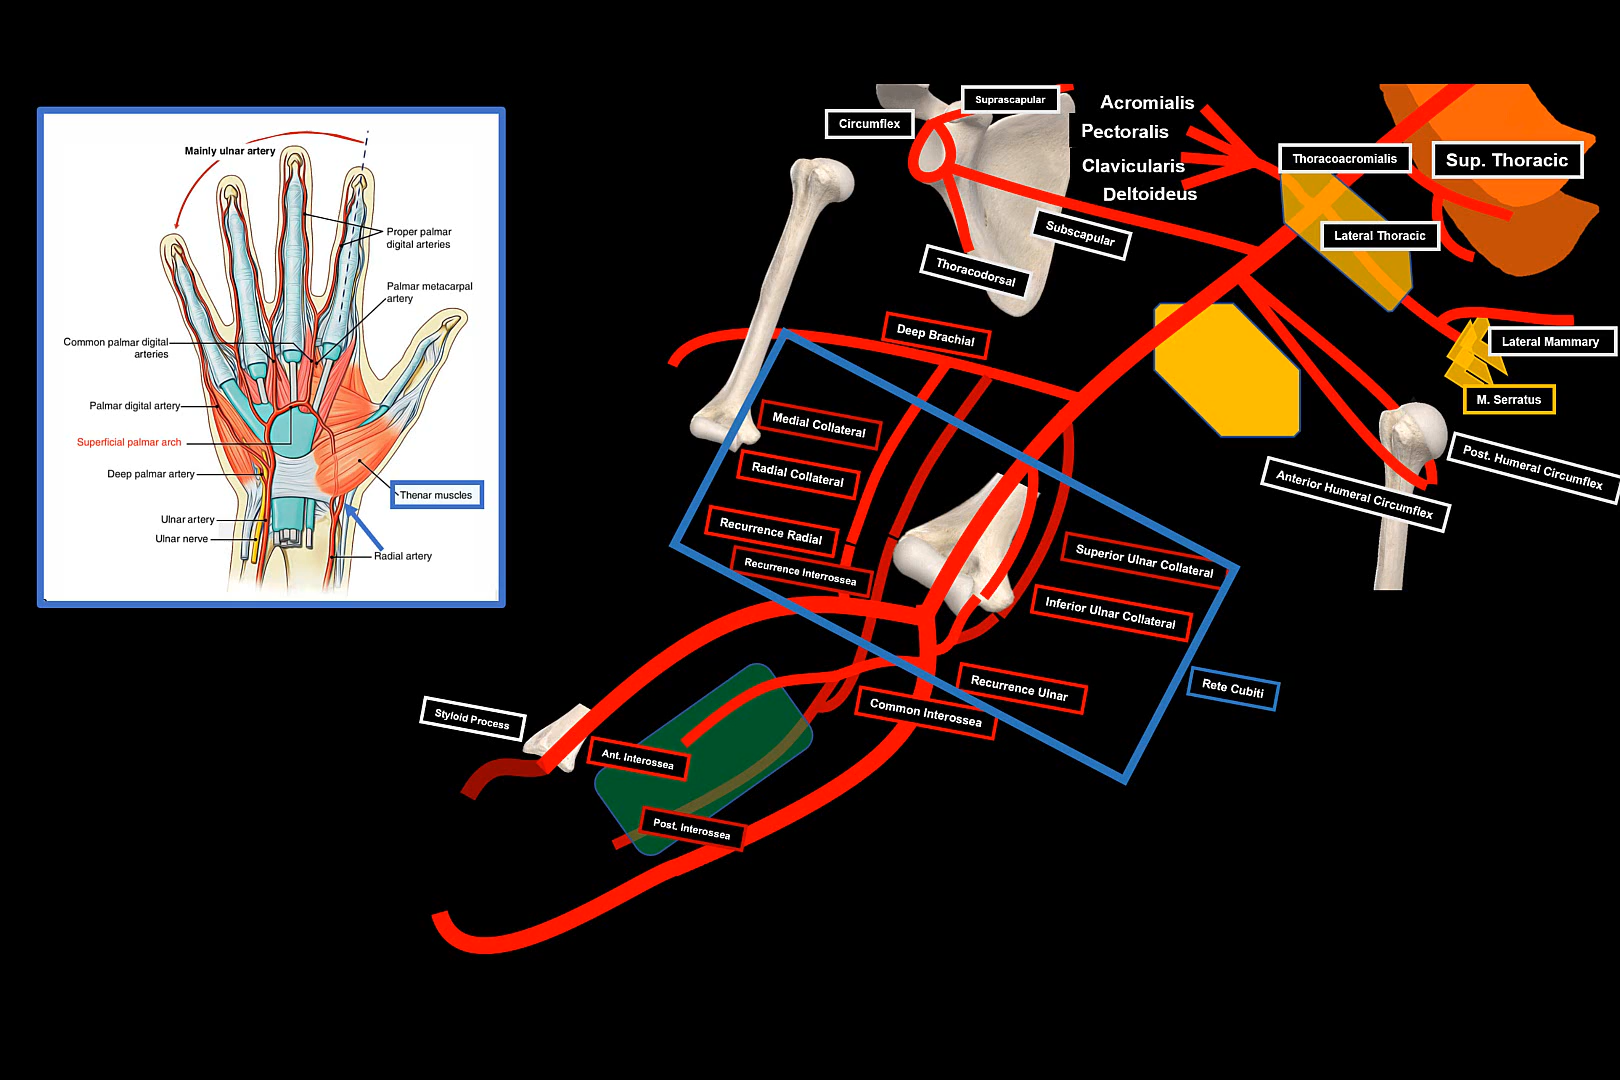 Mainly ulnar artery
Proper palmar
digital arteries
Palmar metacarpal
artery
Common palmar digital
arteries
Palmar digital artery
Superficial palmar arch
Deep palmar artery
Thenar muscles
Ulnar artery
Ulnar nerve
Radial artery
Suprascapular
Circumflex
Acromialis
Pectoralis
Clavicularis
Deltoideus
Thoracoacromialis
Sup. Thoracic
Lateral Thoracic
Subscapular
Thoracodorsal
Deep Brachial
Lateral Mammary
M. Serratus
Medial Collateral
Radial Collateral
Recurrence Radial
Recurrence Interrossea
Post. Humeral Circumflex
Anterior Humeral Circumflex
Superior Ulnar Collateral
Inferior Ulnar Collateral
Recurrence Ulnar
Rete Cubiti
Common Interossea
Styloid Process
Ant. Interossea
Post. Interossea